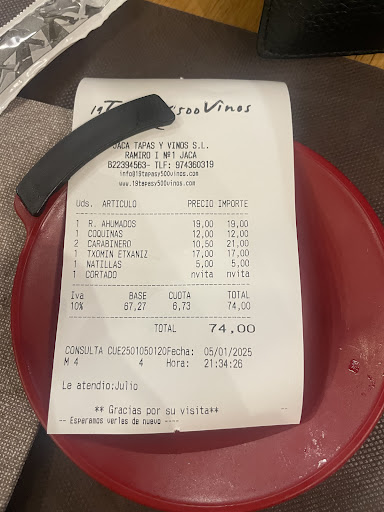 19 T 500 Vinos
JACA TAPAS Y VINOS S.L.
RAMIRO I Nº1 JACA
B22394563- TLF: 974360319
info@19tapasy500vinos.com
www.19tapasy500vinos.com
Uds. ARTICULO PRECIO IMPORTE
1 R. AHUMADOS 19,00 19,00
1 COQUINAS 12,00 12,00
2 CARABINERO 10,50 21,00
1 TXOMIN ETXANIZ 17,00 17,00
1 NATILLAS 5,00 5,00
1 CORTADO nvita nvita
Iva BASE CUOTA TOTAL
10% 67,27 6,73 74,00
TOTAL 74,00
CONSULTA CUE2501050120Fecha: 05/01/2025
M 4 4 Hora: 21:34:26
Le atendio:Julio
** Gracias por su visita**
-- Esperamos verles de nuevo --